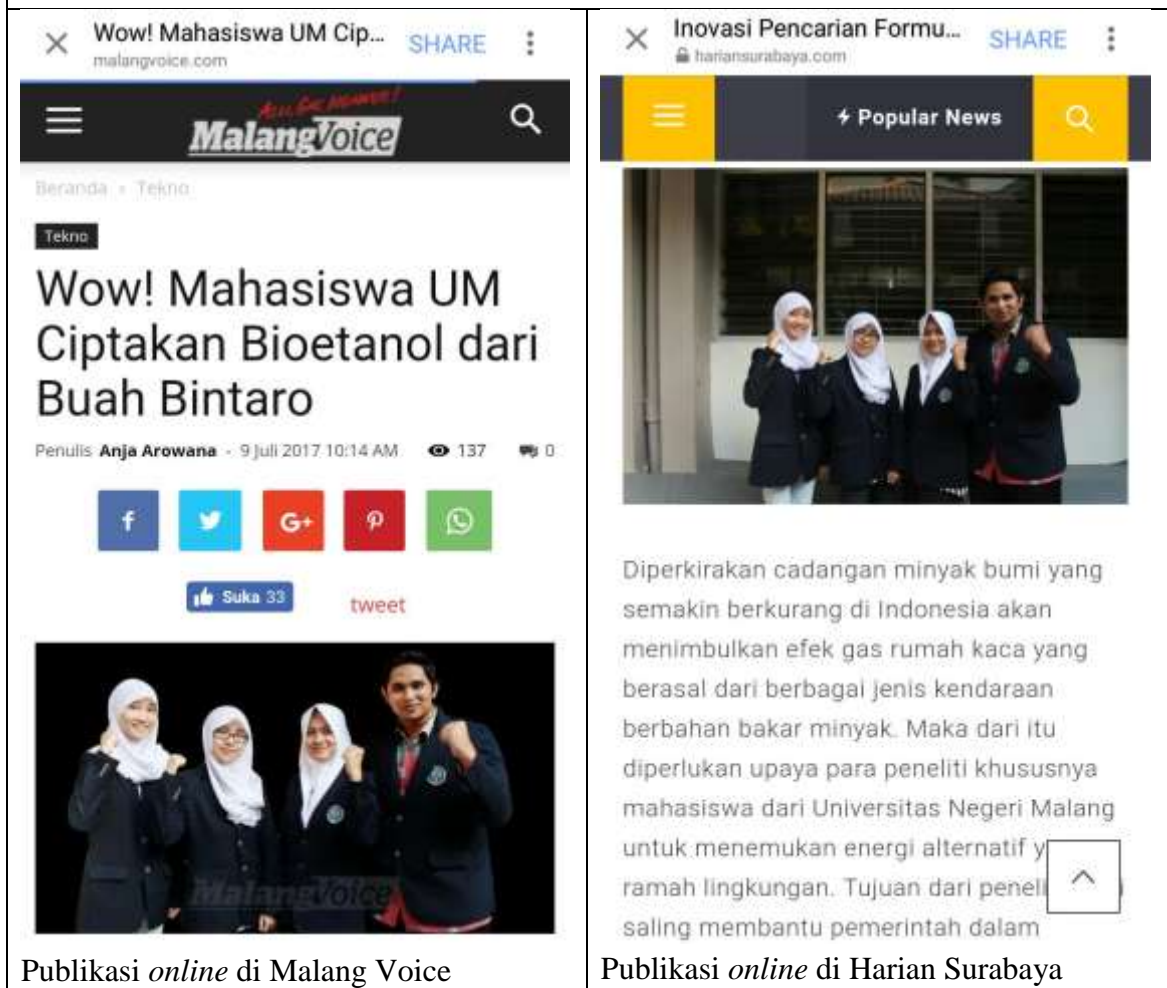 Wow! Mahasiswa UM Cip...
malangvoice.com
SHARE
MalangVoice
Beranda › Tekno
Tekno
Wow! Mahasiswa UM
Ciptakan Bioetanol dari
Buah Bintaro
Penulis Anja Arowana - 9 Juli 2017 10:14 AM 137 0
f G+
Suka 33
tweet
MalangVoice
Publikasi online di Malang Voice
Inovasi Pencarian Formu...
hariansurabaya.com
SHARE
Popular News
Diperkirakan cadangan minyak bumi yang
semakin berkurang di Indonesia akan
menimbulkan efek gas rumah kaca yang
berasal dari berbagai jenis kendaraan
berbahan bakar minyak. Maka dari itu
diperlukan upaya para peneliti khususnya
mahasiswa dari Universitas Negeri Malang
untuk menemukan energi alternatif y
ramah lingkungan. Tujuan dari penel
saling membantu pemerintah dalam
Publikasi online di Harian Surabaya